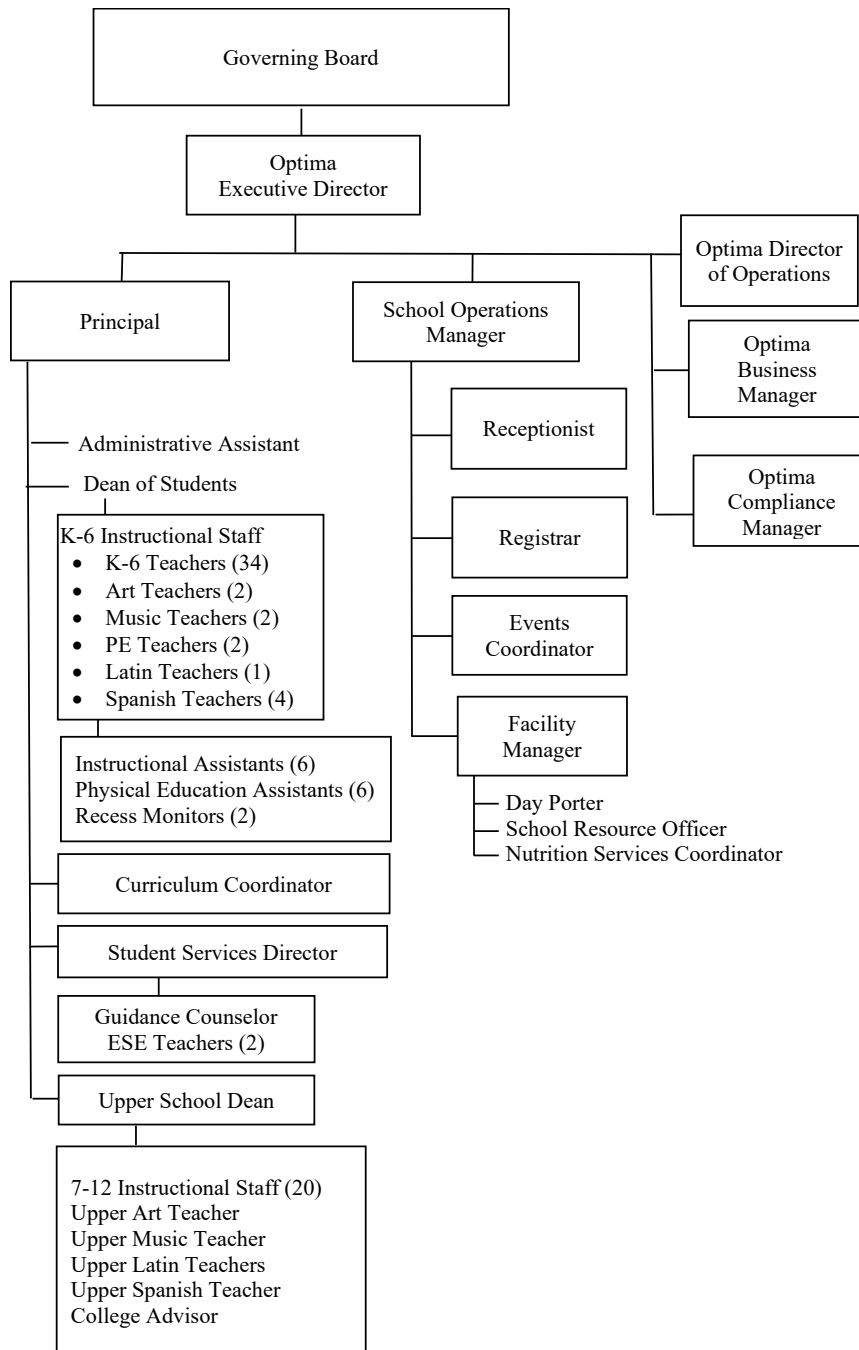 Governing Board
Optima
Executive Director
Optima Director
of Operations
Principal
School Operations
Manager
Optima
Business
Manager
Receptionist
Administrative Assistant
Optima
Compliance
Manager
Dean of Students
K-6 Instructional Staff
• K-6 Teachers (34)
• Art Teachers (2)
• Music Teachers (2)
• PE Teachers (2)
• Latin Teachers (1)
• Spanish Teachers (4)
Registrar
Events
Coordinator
Facility
Manager
Instructional Assistants (6)
Physical Education Assistants (6)
Recess Monitors (2)
Day Porter
School Resource Officer
Nutrition Services Coordinator
Curriculum Coordinator
Student Services Director
Guidance Counselor
ESE Teachers (2)
Upper School Dean
7-12 Instructional Staff (20)
Upper Art Teacher
Upper Music Teacher
Upper Latin Teachers
Upper Spanish Teacher
College Advisor